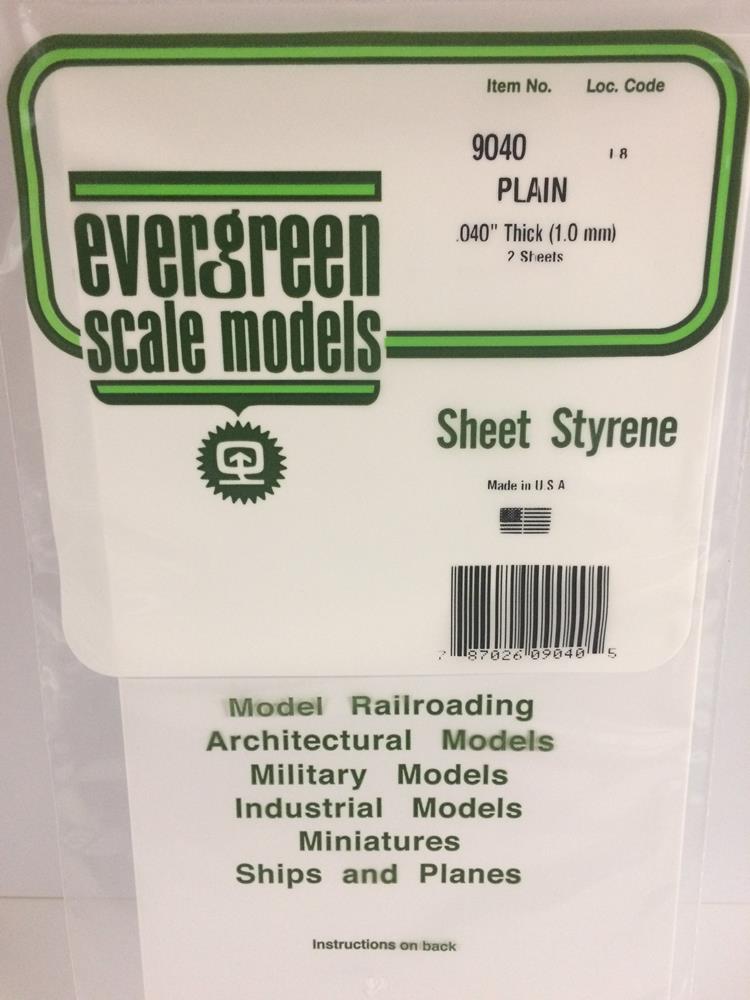 Item No. Loc. Code
9040 18
PLAIN
.040" Thick (1.0 mm)
2 Sheets
evergreen
scale models
Sheet Styrene
Made in U S A
7 87026 09040 5
Model Railroading
Architectural Models
Military Models
Industrial Models
Miniatures
Ships and Planes
Instructions on back